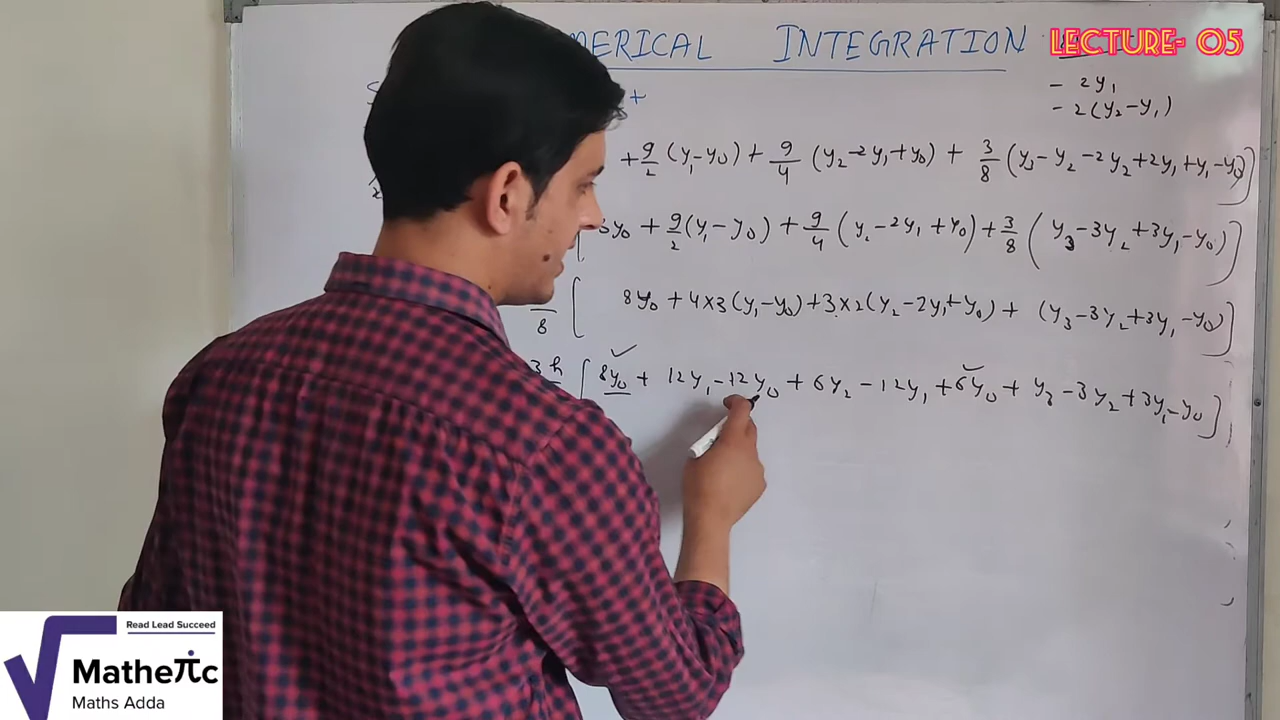 MERICAL INTEGRATION
LECTURE- 05
- 2y₁
- 2(y₂-y₁)
+
+ 9/2 (y₁-y₀) + 9/4 (y₂-2y₁+y₀) + 3/8 (y₃-y₂-2y₂+2y₁+y₁-y₀)]
3y₀ + 9/2 (y₁-y₀) + 9/4 (y₂-2y₁+y₀) + 3/8 (y₃-3y₂+3y₁-y₀)]
8 [ 8y₀ + 4×3(y₁-y₀) + 3×2(y₂-2y₁+y₀) + (y₃-3y₂+3y₁-y₀)]
3h [ 8y₀ + 12y₁ - 12y₀ + 6y₂ - 12y₁ + 6y₀ + y₃ - 3y₂ + 3y₁ - y₀ ]
Read Lead Succeed
Matheπc
Maths Adda